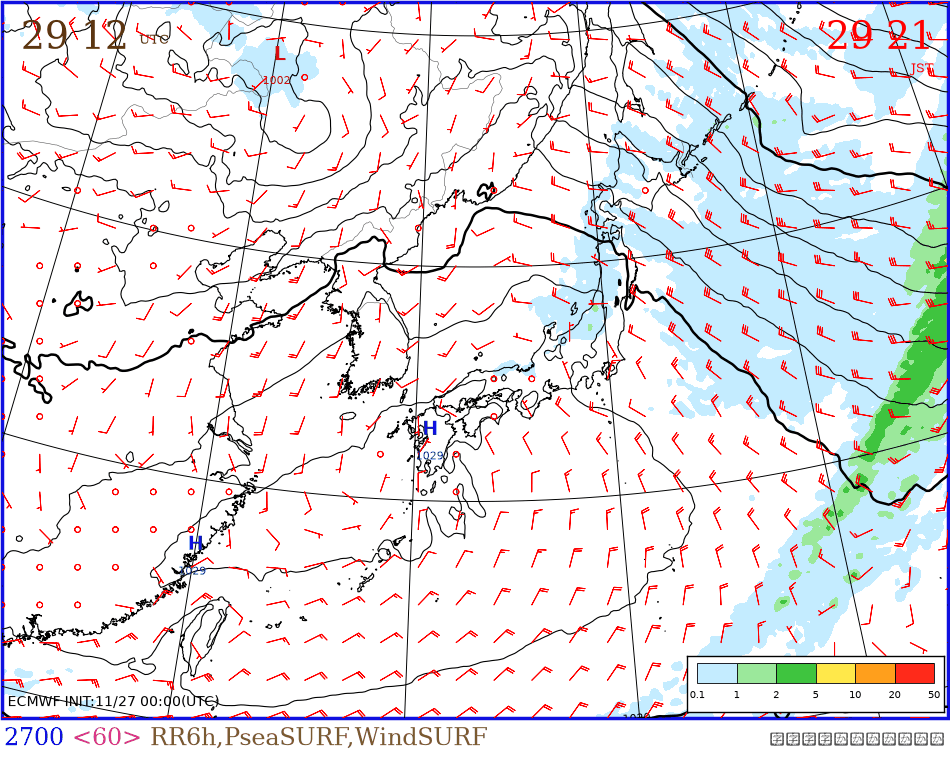 29 12 UTC
29 21
JST
L
1002
H
1029
H
1029
ECMWF INIT:11/27 00:00(UTC)
0.1 1 2 5 10 20 50
2700 <60> RR6h,PseaSURF,WindSURF